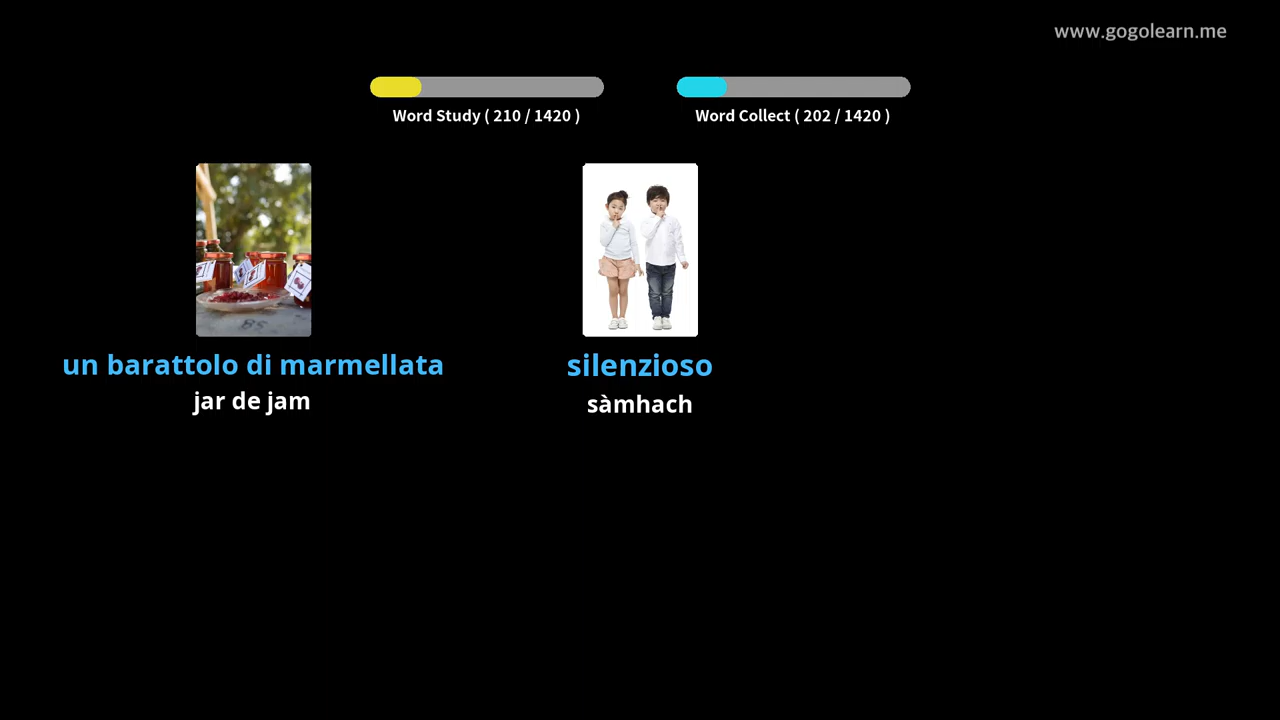 www.gogolearn.me
Word Study ( 210 / 1420 )
Word Collect ( 202 / 1420 )
un barattolo di marmellata
jar de jam
silenzioso
sàmhach